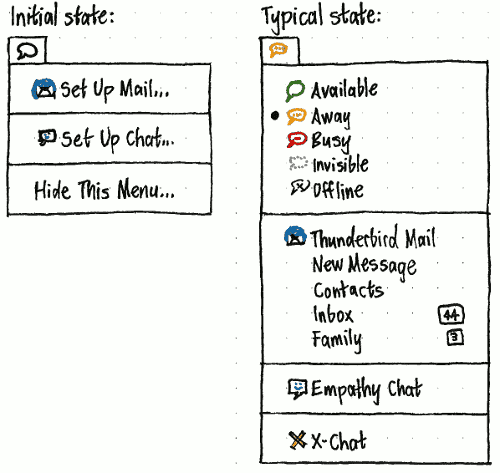 Initial state:
Set Up Mail...
Set Up Chat...
Hide This Menu...
Typical state:
Available
Away
Busy
Invisible
Offline
Thunderbird Mail
New Message
Contacts
Inbox 44
Family 3
Empathy Chat
X-Chat